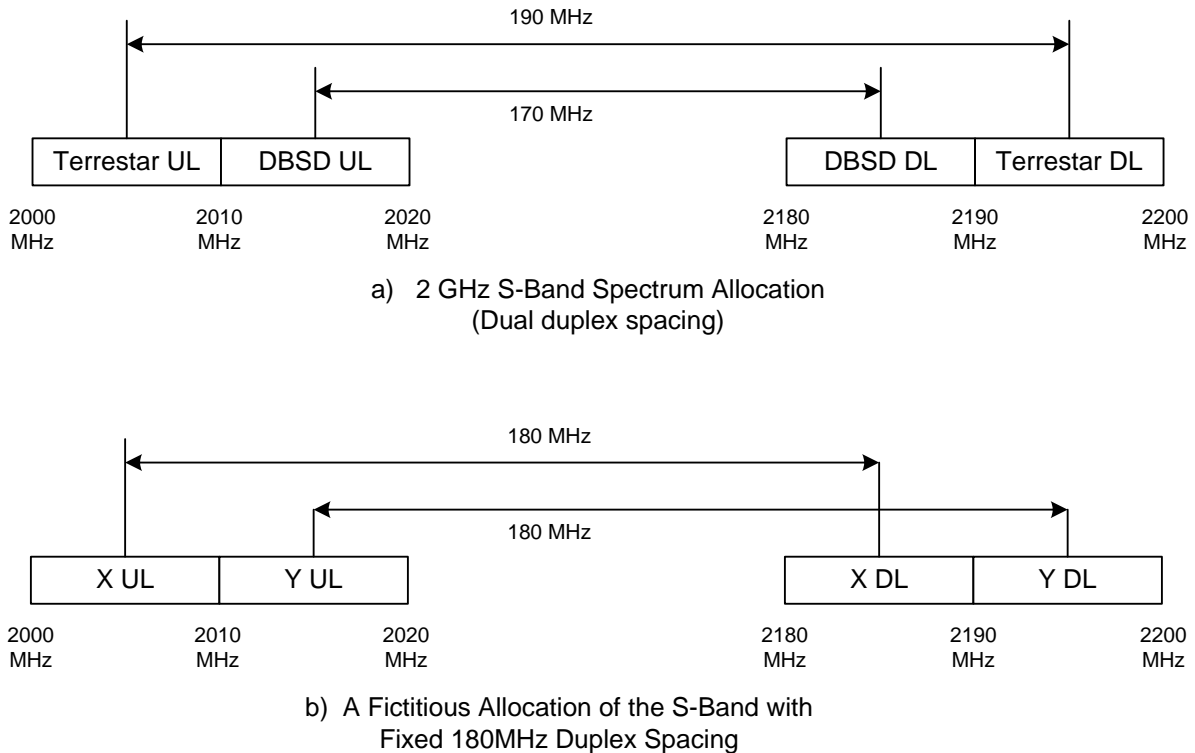 190 MHz
170 MHz
Terrestar UL DBSD UL DBSD DL Terrestar DL
2000 MHz 2010 MHz 2020 MHz 2180 MHz 2190 MHz 2200 MHz
a) 2 GHz S-Band Spectrum Allocation
(Dual duplex spacing)
180 MHz
180 MHz
X UL Y UL X DL Y DL
2000 MHz 2010 MHz 2020 MHz 2180 MHz 2190 MHz 2200 MHz
b) A Fictitious Allocation of the S-Band with
Fixed 180MHz Duplex Spacing